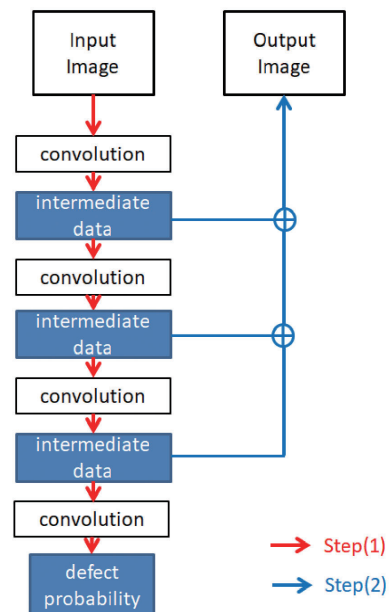 Input
Image
Output
Image
convolution
intermediate
data
convolution
intermediate
data
convolution
intermediate
data
convolution
defect
probability
Step(1)
Step(2)